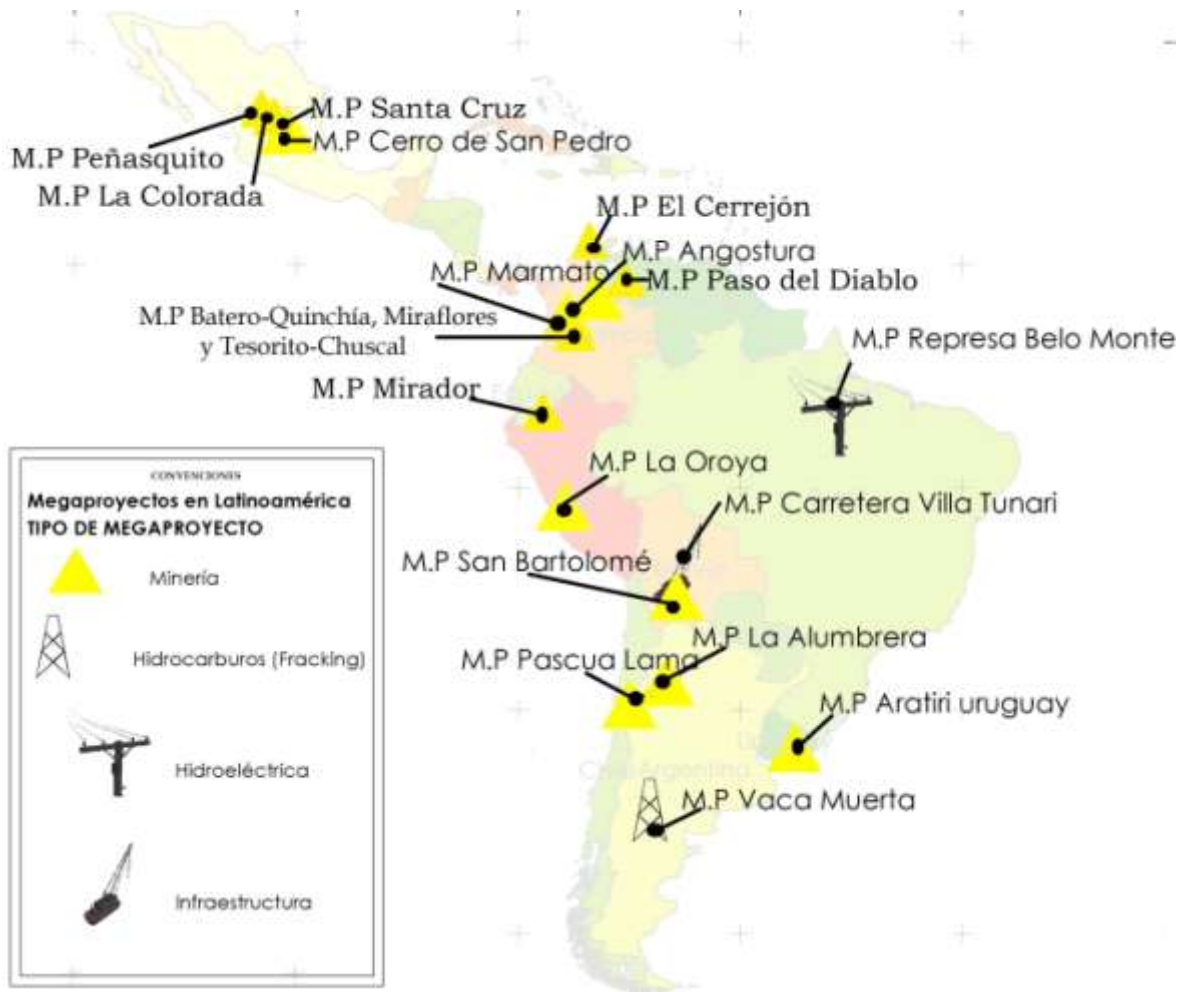 M.P Santa Cruz
M.P Cerro de San Pedro
M.P Peñasquito
M.P La Colorada
M.P El Cerrejón
M.P Angostura
M.P Marmato
M.P Paso del Diablo
M.P Batero-Quinchía, Miraflores
y Tesorito-Chuscal
M.P Represa Belo Monte
M.P Mirador
M.P La Oroya
M.P Carretera Villa Tunari
M.P San Bartolomé
M.P La Alumbrera
M.P Pascua Lama
M.P Aratiri uruguay
Argentina
M.P Vaca Muerta
CONVENCIONES
Megaproyectos en Latinoamérica
TIPO DE MEGAPROYECTO
Minería
Hidrocarburos (Fracking)
Hidroeléctrica
Infraestructura